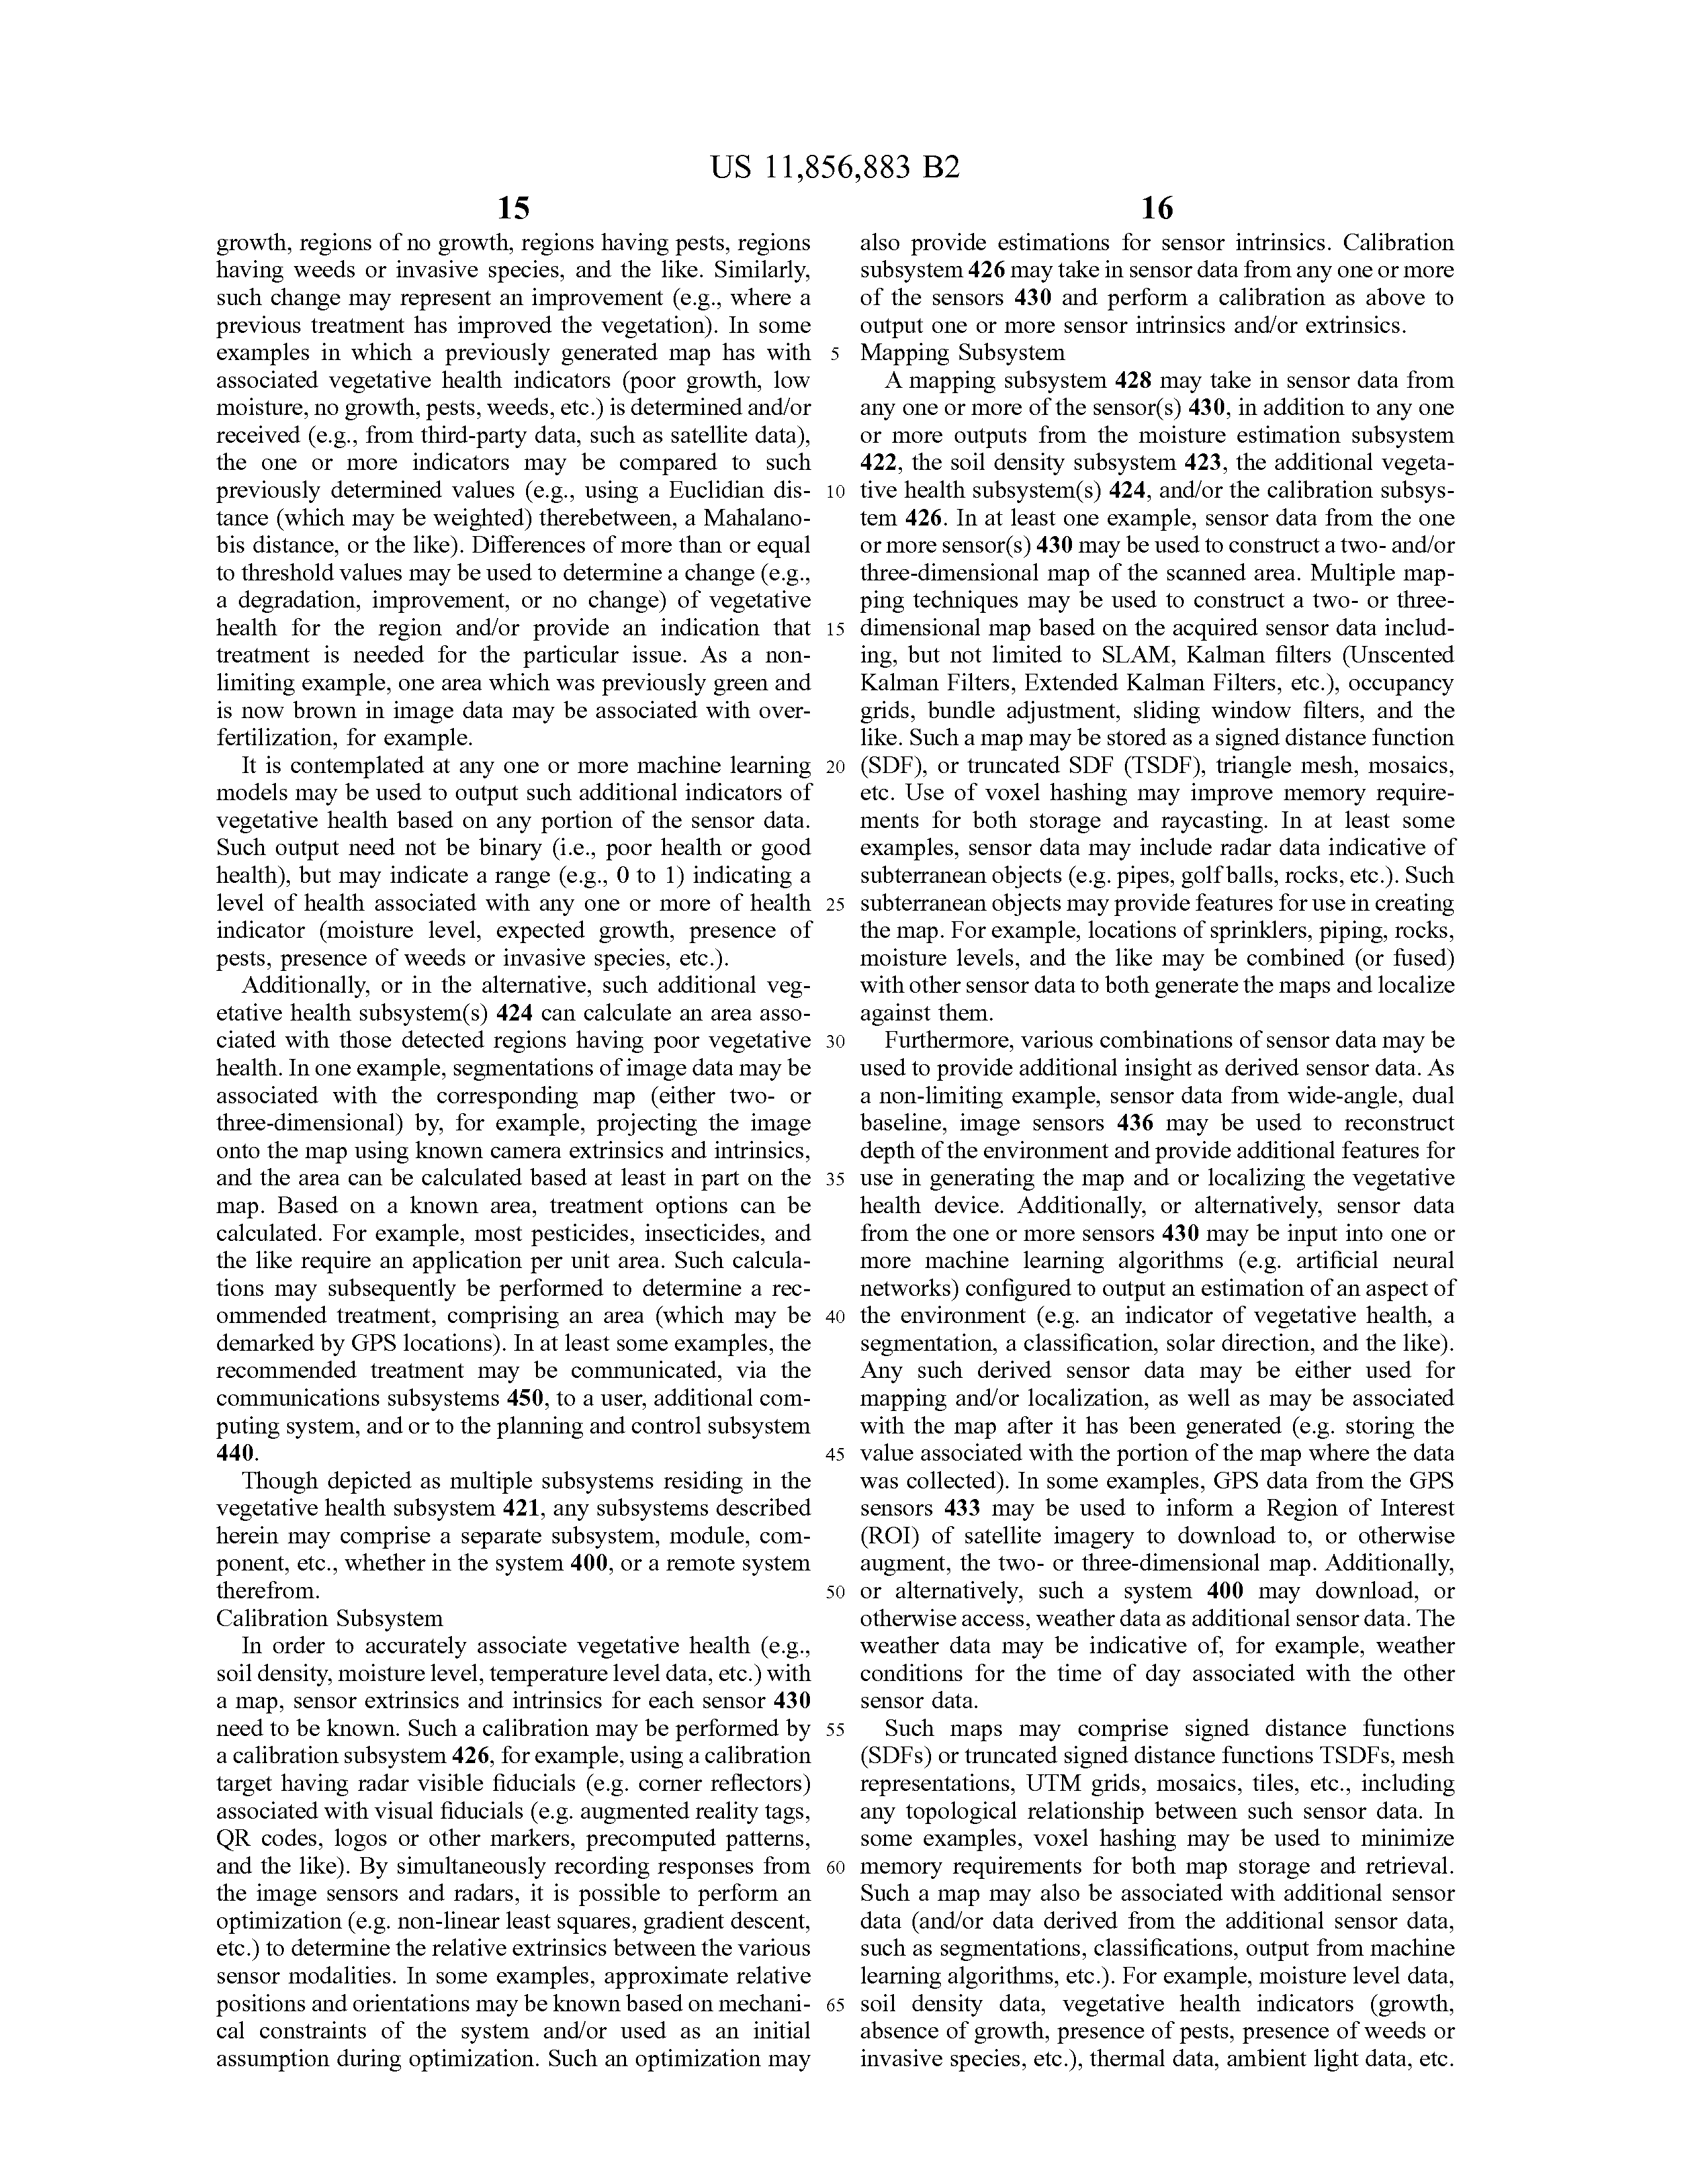 US 11,856,883 B2
15
growth, regions of no growth, regions having pests, regions
having weeds or invasive species, and the like. Similarly,
such change may represent an improvement (e.g., where a
previous treatment has improved the vegetation). In some
examples in which a previously generated map has with
associated vegetative health indicators (poor growth, low
moisture, no growth, pests, weeds, etc.) is determined and/or
received (e.g., from third-party data, such as satellite data),
the one or more indicators may be compared to such
previously determined values (e.g., using a Euclidian dis-
tance (which may be weighted) therebetween, a Mahalano-
bis distance, or the like). Differences of more than or equal
to threshold values may be used to determine a change (e.g.,
a degradation, improvement, or no change) of vegetative
health for the region and/or provide an indication that
treatment is needed for the particular issue. As a non-
limiting example, one area which was previously green and
is now brown in image data may be associated with over-
fertilization, for example.
It is contemplated at any one or more machine learning
models may be used to output such additional indicators of
vegetative health based on any portion of the sensor data.
Such output need not be binary (i.e., poor health or good
health), but may indicate a range (e.g., 0 to 1) indicating a
level of health associated with any one or more of health
indicator (moisture level, expected growth, presence of
pests, presence of weeds or invasive species, etc.).
Additionally, or in the alternative, such additional veg-
etative health subsystem(s) 424 can calculate an area asso-
ciated with those detected regions having poor vegetative
health. In one example, segmentations of image data may be
associated with the corresponding map (either two- or
three-dimensional) by, for example, projecting the image
onto the map using known camera extrinsics and intrinsics,
and the area can be calculated based at least in part on the
map. Based on a known area, treatment options can be
calculated. For example, most pesticides, insecticides, and
the like require an application per unit area. Such calcula-
tions may subsequently be performed to determine a rec-
ommended treatment, comprising an area (which may be
demarked by GPS locations). In at least some examples, the
recommended treatment may be communicated, via the
communications subsystems 450, to a user, additional com-
puting system, and or to the planning and control subsystem
440.
Though depicted as multiple subsystems residing in the
vegetative health subsystem 421, any subsystems described
herein may comprise a separate subsystem, module, com-
ponent, etc., whether in the system 400, or a remote system
therefrom.
Calibration Subsystem
In order to accurately associate vegetative health (e.g.,
soil density, moisture level, temperature level data, etc.) with
a map, sensor extrinsics and intrinsics for each sensor 430
need to be known. Such a calibration may be performed by
a calibration subsystem 426, for example, using a calibration
target having radar visible fiducials (e.g. corner reflectors)
associated with visual fiducials (e.g. augmented reality tags,
QR codes, logos or other markers, precomputed patterns,
and the like). By simultaneously recording responses from
the image sensors and radars, it is possible to perform an
optimization (e.g. non-linear least squares, gradient descent,
etc.) to determine the relative extrinsics between the various
sensor modalities. In some examples, approximate relative
positions and orientations may be known based on mechani-
cal constraints of the system and/or used as an initial
assumption during optimization. Such an optimization may
5
10
15
20
25
30
35
40
45
50
55
60
65
16
also provide estimations for sensor intrinsics. Calibration
subsystem 426 may take in sensor data from any one or more
of the sensors 430 and perform a calibration as above to
output one or more sensor intrinsics and/or extrinsics.
Mapping Subsystem
A mapping subsystem 428 may take in sensor data from
any one or more of the sensor(s) 430, in addition to any one
or more outputs from the moisture estimation subsystem
422, the soil density subsystem 423, the additional vegeta-
tive health subsystem(s) 424, and/or the calibration subsys-
tem 426. In at least one example, sensor data from the one
or more sensor(s) 430 may be used to construct a two- and/or
three-dimensional map of the scanned area. Multiple map-
ping techniques may be used to construct a two- or three-
dimensional map based on the acquired sensor data includ-
ing, but not limited to SLAM, Kalman filters (Unscented
Kalman Filters, Extended Kalman Filters, etc.), occupancy
grids, bundle adjustment, sliding window filters, and the
like. Such a map may be stored as a signed distance function
(SDF), or truncated SDF (TSDF), triangle mesh, mosaics,
etc. Use of voxel hashing may improve memory require-
ments for both storage and raycasting. In at least some
examples, sensor data may include radar data indicative of
subterranean objects (e.g. pipes, golf balls, rocks, etc.). Such
subterranean objects may provide features for use in creating
the map. For example, locations of sprinklers, piping, rocks,
moisture levels, and the like may be combined (or fused)
with other sensor data to both generate the maps and localize
against them.
Furthermore, various combinations of sensor data may be
used to provide additional insight as derived sensor data. As
a non-limiting example, sensor data from wide-angle, dual
baseline, image sensors 436 may be used to reconstruct
depth of the environment and provide additional features for
use in generating the map and or localizing the vegetative
health device. Additionally, or alternatively, sensor data
from the one or more sensors 430 may be input into one or
more machine learning algorithms (e.g. artificial neural
networks) configured to output an estimation of an aspect of
the environment (e.g. an indicator of vegetative health, a
segmentation, a classification, solar direction, and the like).
Any such derived sensor data may be either used for
mapping and/or localization, as well as may be associated
with the map after it has been generated (e.g. storing the
value associated with the portion of the map where the data
was collected). In some examples, GPS data from the GPS
sensors 433 may be used to inform a Region of Interest
(ROI) of satellite imagery to download to, or otherwise
augment, the two- or three-dimensional map. Additionally,
or alternatively, such a system 400 may download, or
otherwise access, weather data as additional sensor data. The
weather data may be indicative of, for example, weather
conditions for the time of day associated with the other
sensor data.
Such maps may comprise signed distance functions
(SDFs) or truncated signed distance functions TSDFs, mesh
representations, UTM grids, mosaics, tiles, etc., including
any topological relationship between such sensor data. In
some examples, voxel hashing may be used to minimize
memory requirements for both map storage and retrieval.
Such a map may also be associated with additional sensor
data (and/or data derived from the additional sensor data,
such as segmentations, classifications, output from machine
learning algorithms, etc.). For example, moisture level data,
soil density data, vegetative health indicators (growth,
absence of growth, presence of pests, presence of weeds or
invasive species, etc.), thermal data, ambient light data, etc.